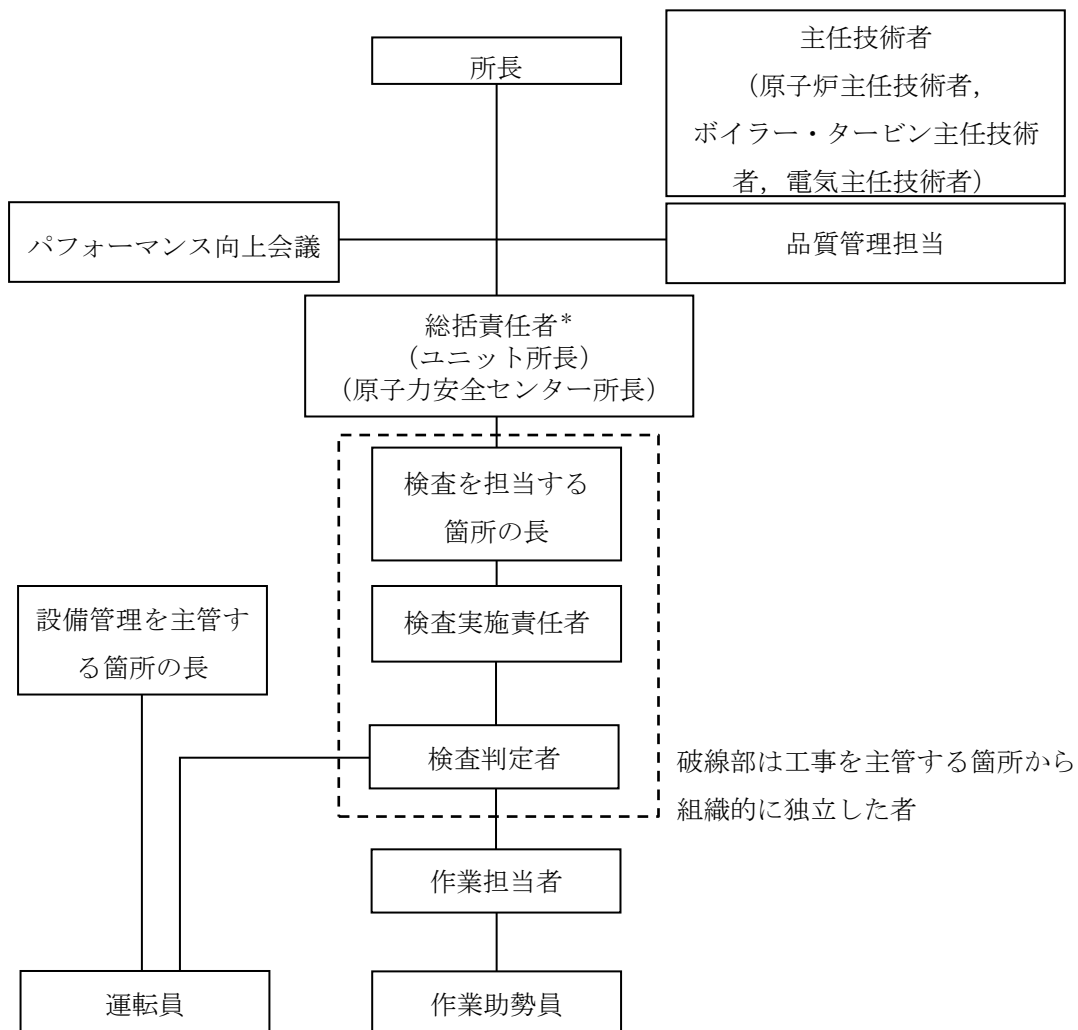 所長
主任技術者
（原子炉主任技術者，
ボイラー・タービン主任技術
者，電気主任技術者）
パフォーマンス向上会議
品質管理担当
総括責任者*
（ユニット所長）
（原子力安全センター所長）
検査を担当する
箇所の長
設備管理を主管す
る箇所の長
検査実施責任者
検査判定者
破線部は工事を主管する箇所から
組織的に独立した者
作業担当者
運転員
作業助勢員